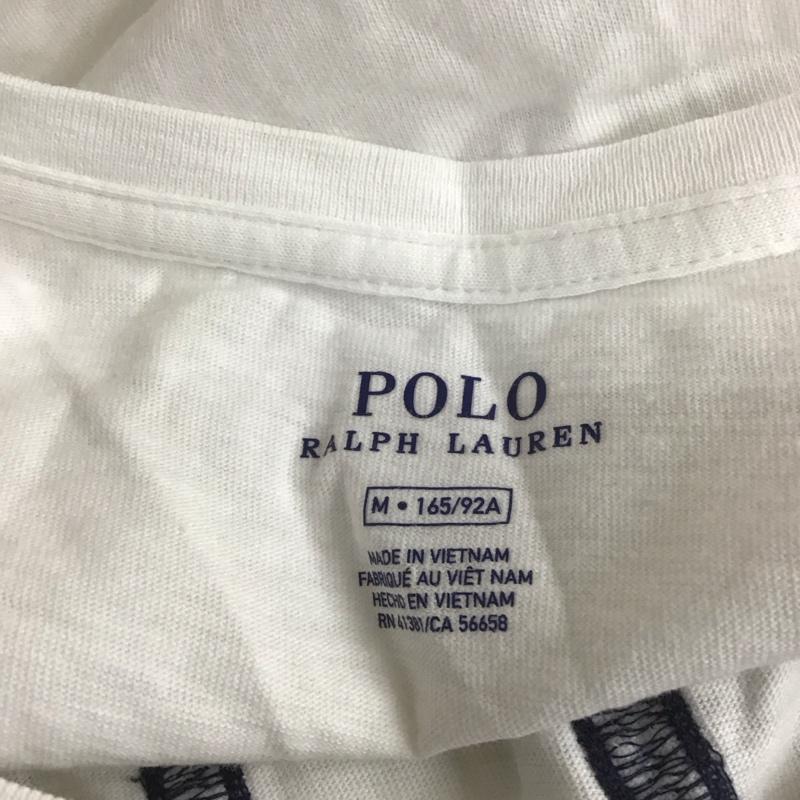 POLO
RALPH LAUREN
M • 165/92A
MADE IN VIETNAM
FABRIQUÉ AU VIÊT NAM
HECHO EN VIETNAM
RN 41381/CA 56658